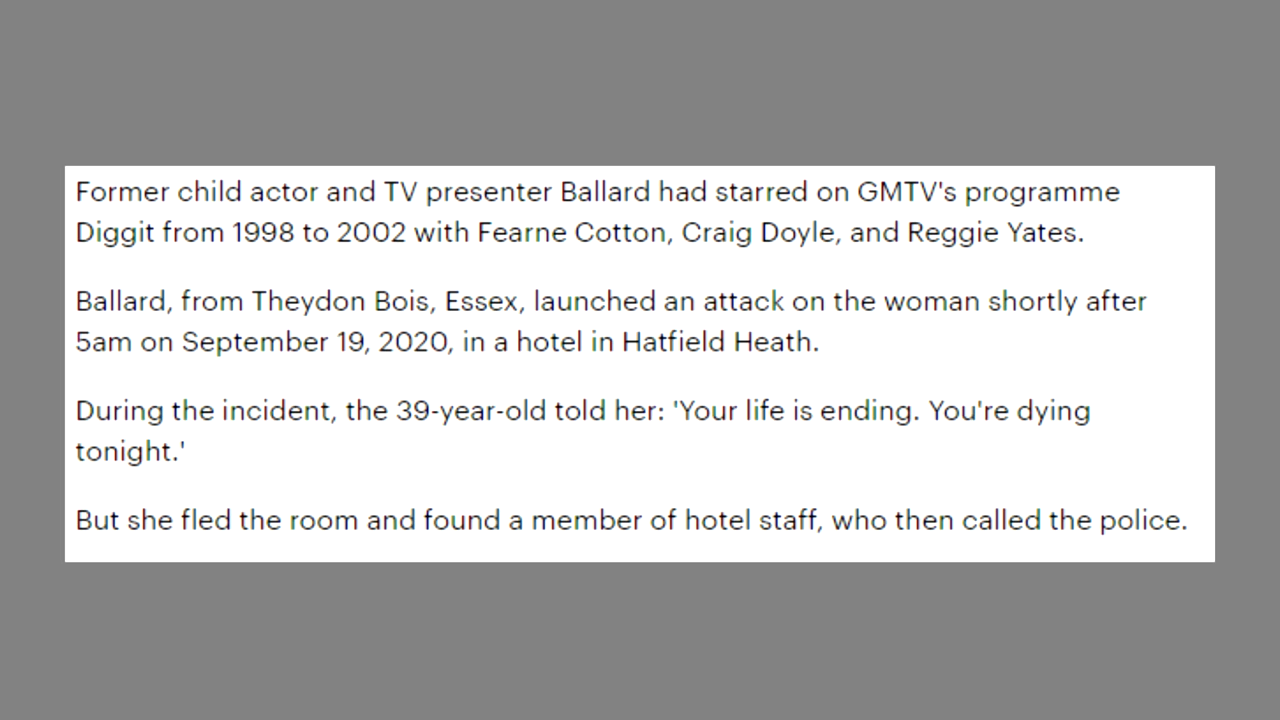 Former child actor and TV presenter Ballard had starred on GMTV's programme
Diggit from 1998 to 2002 with Fearne Cotton, Craig Doyle, and Reggie Yates.
Ballard, from Theydon Bois, Essex, launched an attack on the woman shortly after
5am on September 19, 2020, in a hotel in Hatfield Heath.
During the incident, the 39-year-old told her: 'Your life is ending. You're dying
tonight.'
But she fled the room and found a member of hotel staff, who then called the police.